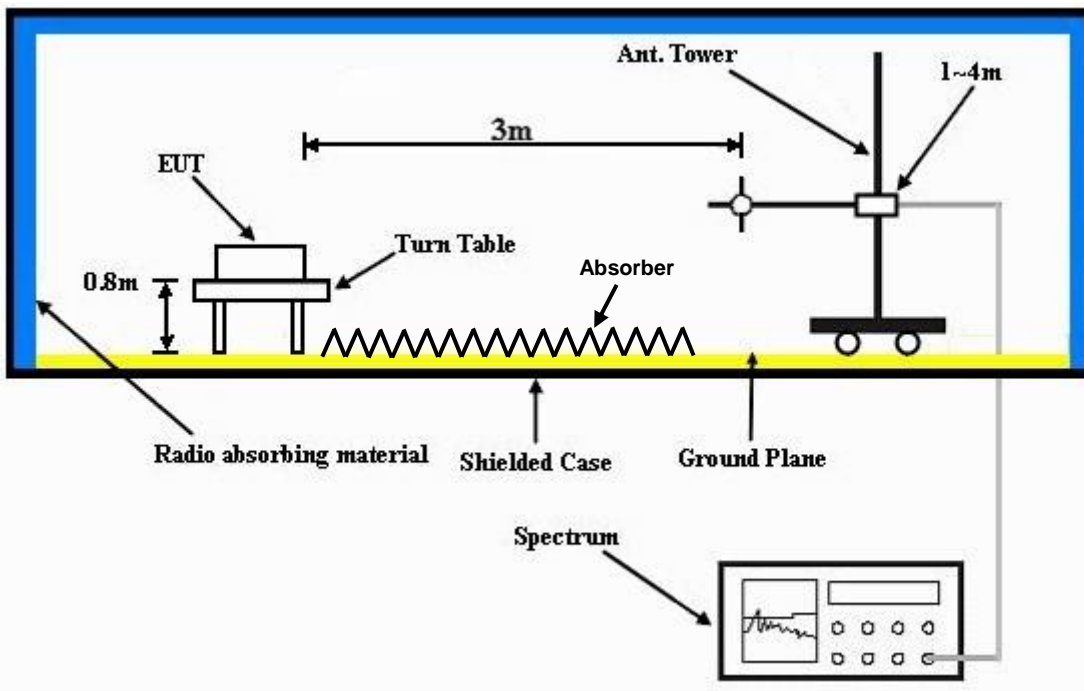 Ant. Tower
1~4m
3m
EUT
Turn Table
Absorber
0.8m
Radio absorbing material
Shielded Case
Ground Plane
Spectrum